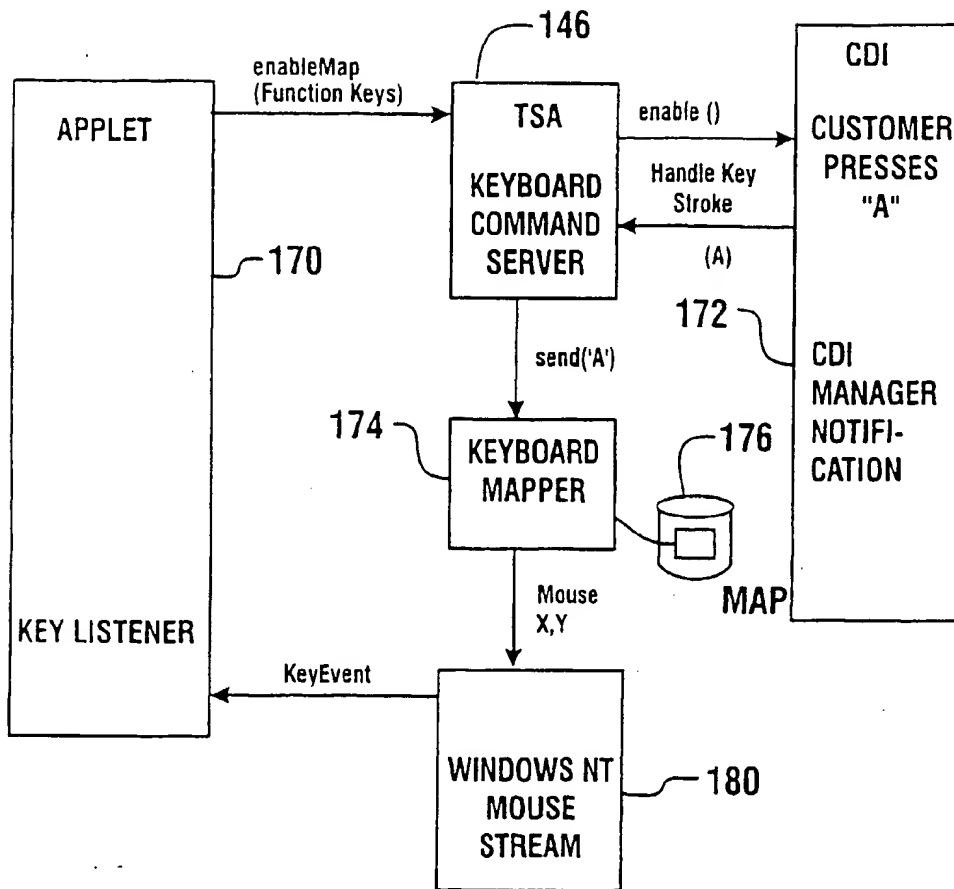 146
enableMap
(Function Keys)
APPLET
170
KEY LISTENER
TSA
KEYBOARD
COMMAND
SERVER
enable ()
Handle Key
Stroke
(A)
CDI
CUSTOMER
PRESSES
"A"
172
CDI
MANAGER
NOTIFI-
CATION
send('A')
174
KEYBOARD
MAPPER
176
MAP
Mouse
X,Y
KeyEvent
WINDOWS NT
MOUSE
STREAM
180